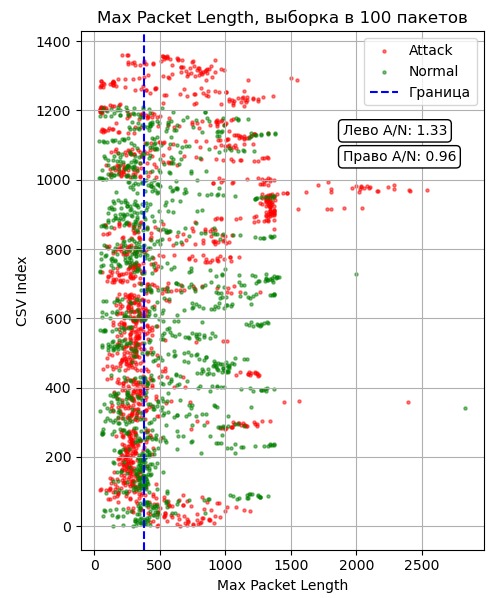 Max Packet Length, выборка в 100 пакетов
1400
1200
1000
800
600
400
200
0
CSV Index
Attack
Normal
Граница
Лево A/N: 1.33
Право A/N: 0.96
0 500 1000 1500 2000 2500
Max Packet Length